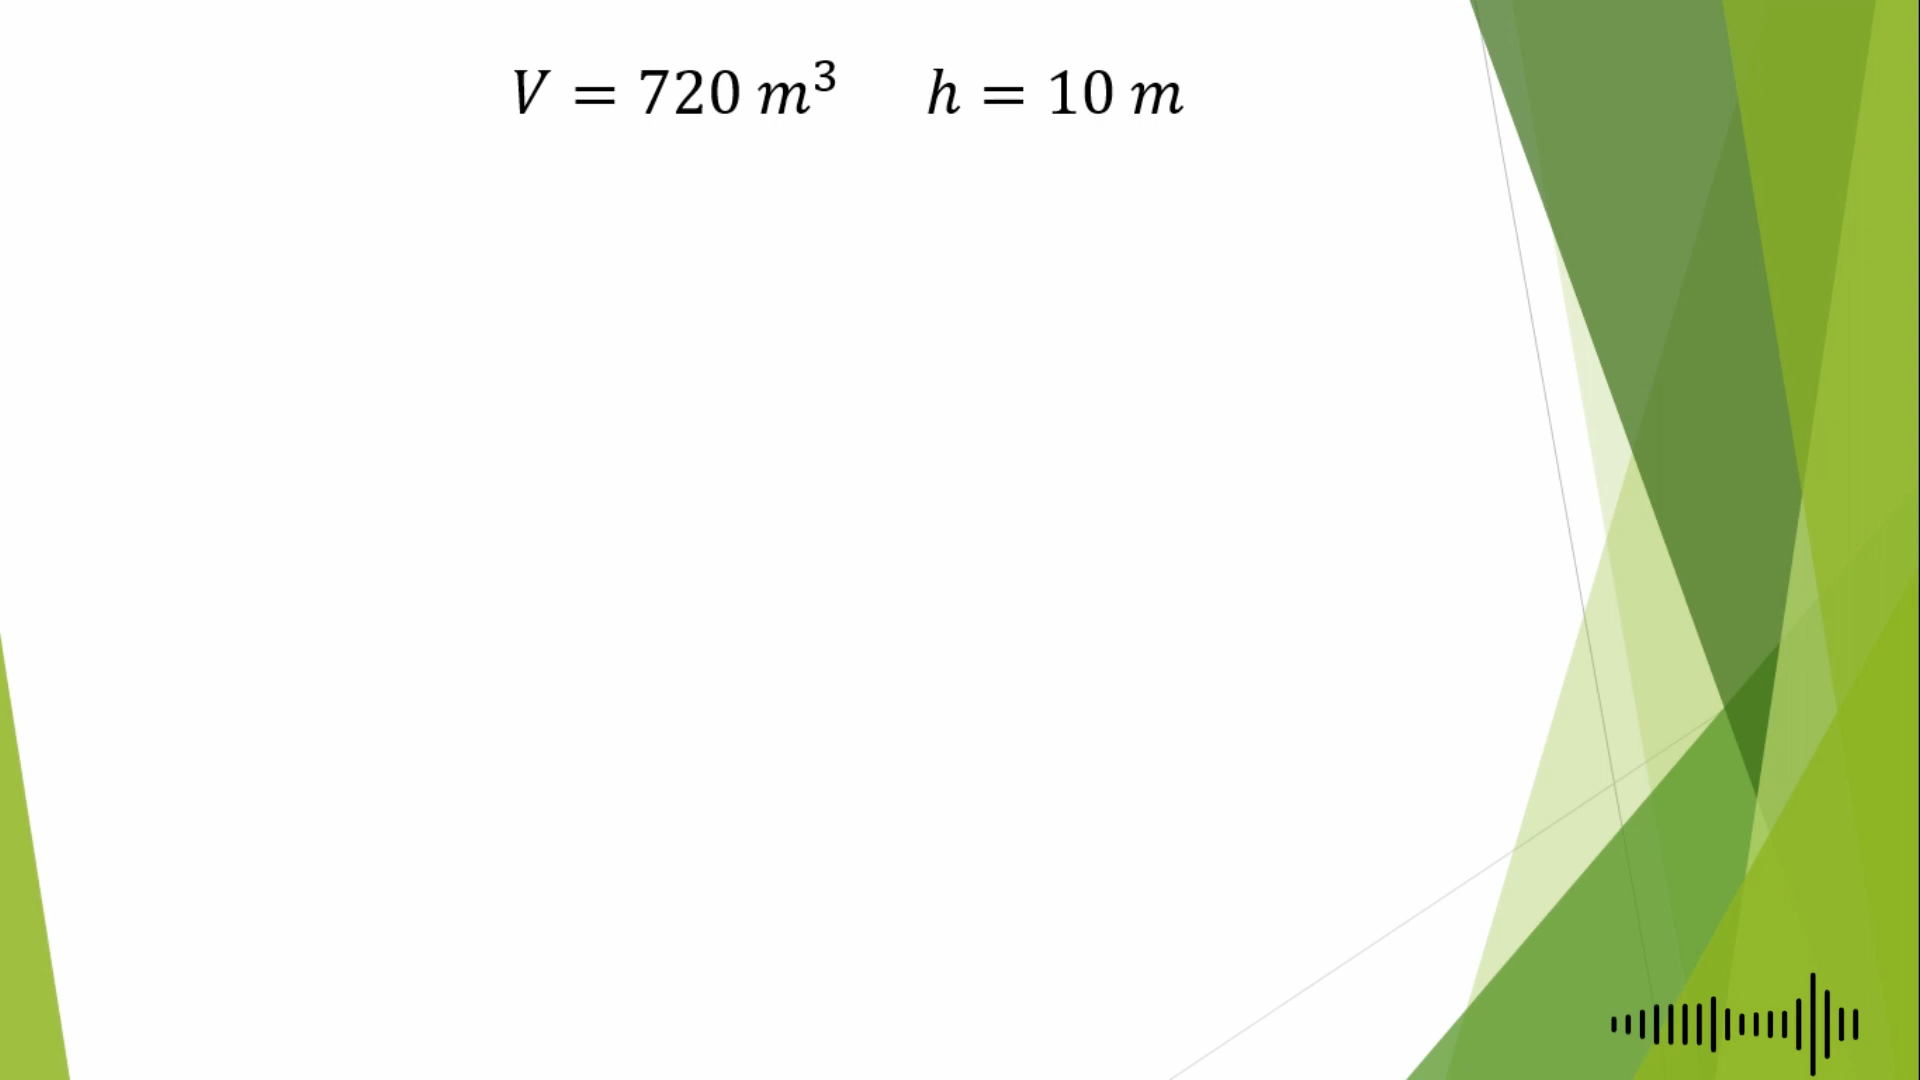 V = 720 m³ h = 10 m